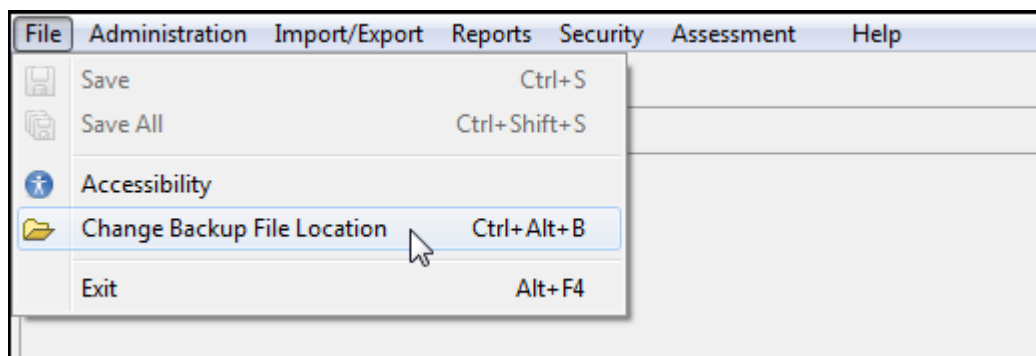 File Administration Import/Export Reports Security Assessment Help
Save Ctrl+S
Save All Ctrl+Shift+S
Accessibility
Change Backup File Location Ctrl+Alt+B
Exit Alt+F4